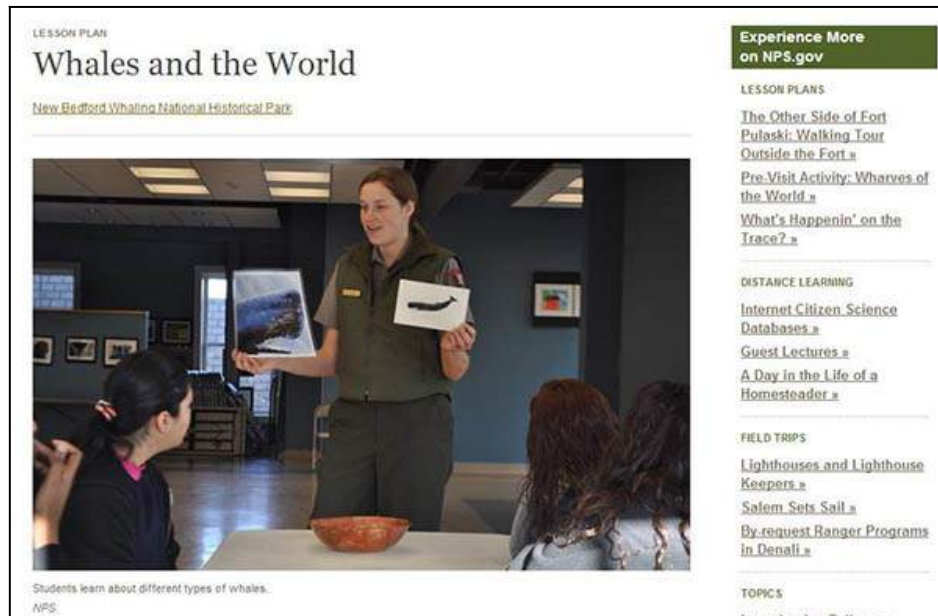 LESSON PLAN
Whales and the World
New Bedford Whaling National Historical Park
Students learn about different types of whales.
NPS
Experience More
on NPS.gov
LESSON PLANS
The Other Side of Fort
Pulaski: Walking Tour
Outside the Fort »
Pre-Visit Activity: Wharves of
the World »
What's Happenin' on the
Trace? »
DISTANCE LEARNING
Internet Citizen Science
Databases »
Guest Lectures »
A Day in the Life of a
Homesteader »
FIELD TRIPS
Lighthouses and Lighthouse
Keepers »
Salem Sets Sail »
By-request Ranger Programs
in Denali »
TOPICS